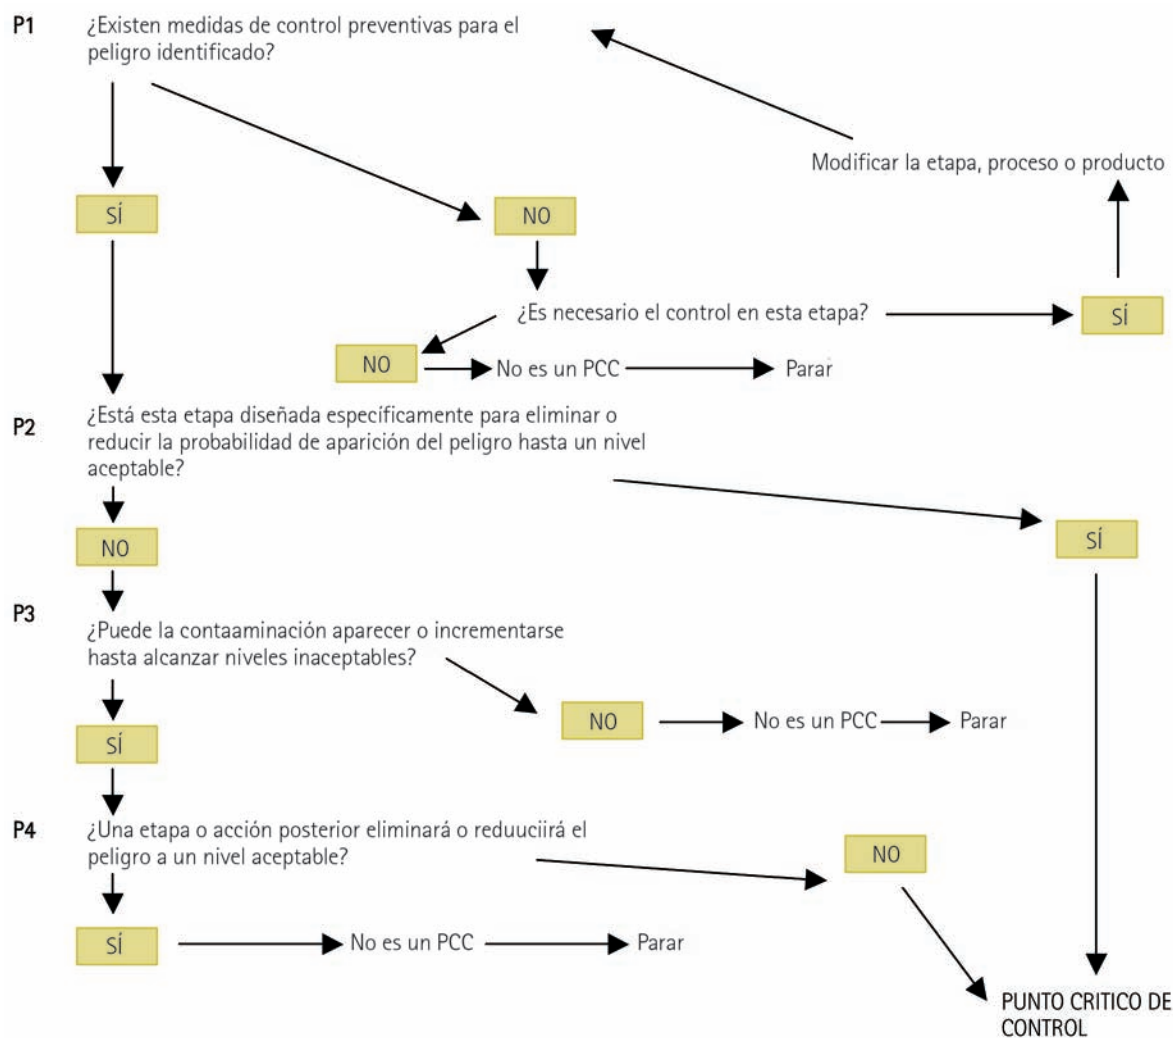 P1
¿Existen medidas de control preventivas para el
peligro identificado?
Modificar la etapa, proceso o producto
SÍ
NO
¿Es necesario el control en esta etapa?
SÍ
NO
No es un PCC
Parar
P2
¿Está esta etapa diseñada específicamente para eliminar o
reducir la probabilidad de aparición del peligro hasta un nivel
aceptable?
SÍ
NO
P3
¿Puede la contaaminación aparecer o incrementarse
hasta alcanzar niveles inaceptables?
NO
No es un PCC
Parar
SÍ
P4
¿Una etapa o acción posterior eliminará o reduuciirá el
peligro a un nivel aceptable?
NO
SÍ
No es un PCC
Parar
PUNTO CRITICO DE
CONTROL